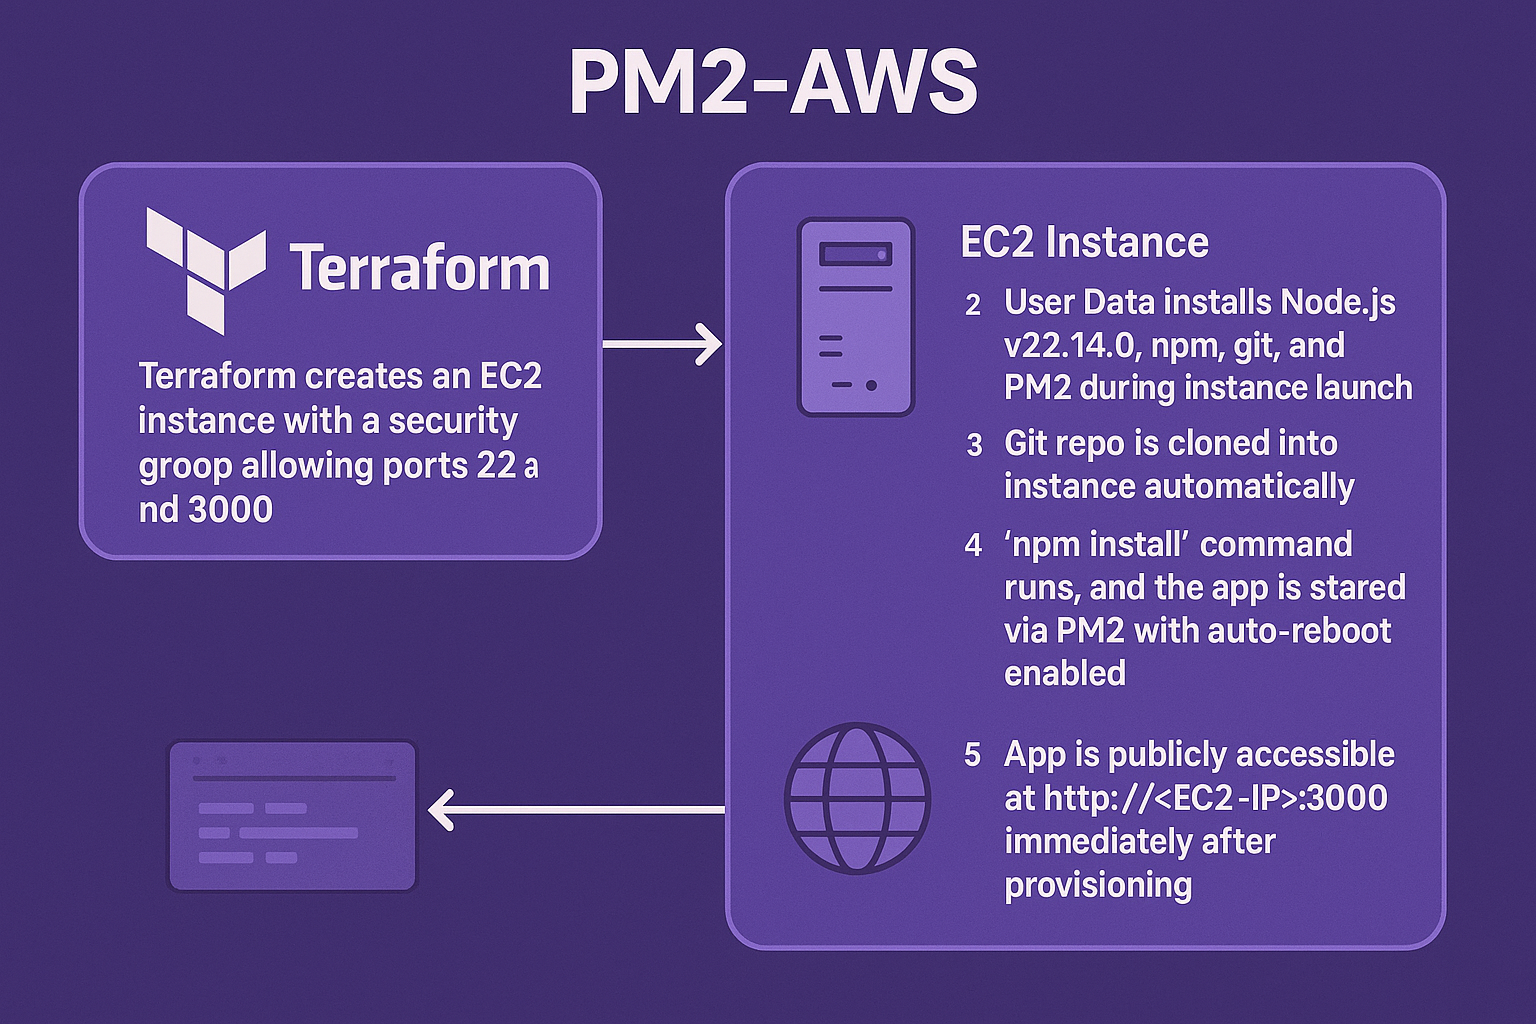 PM2-AWS
Terraform
Terraform creates an EC2
instance with a security
groop allowing ports 22 a
nd 3000
EC2 Instance
2 User Data installs Node.js
v22.14.0, npm, git, and
PM2 during instance launch
3 Git repo is cloned into
instance automatically
4 ‘npm install’ command
runs, and the app is stared
via PM2 with auto-reboot
enabled
5 App is publicly accessible
at http://<EC2-IP>:3000
immediately after
provisioning